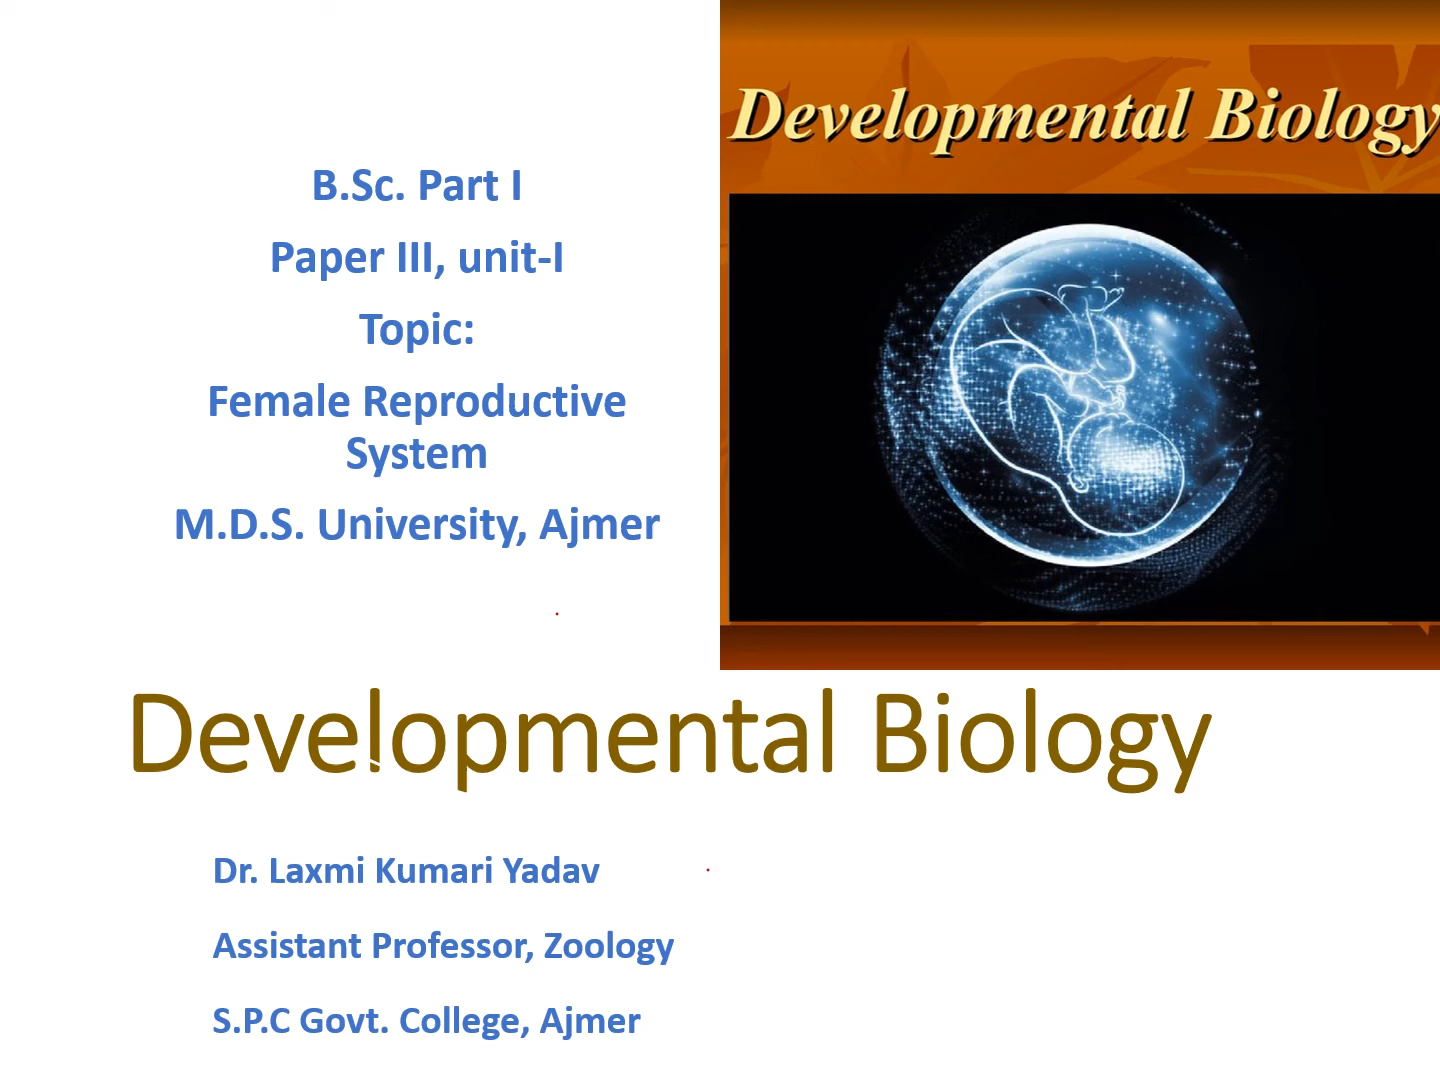 Developmental Biology
B.Sc. Part I
Paper III, unit-I
Topic:
Female Reproductive
System
M.D.S. University, Ajmer
Developmental Biology
Dr. Laxmi Kumari Yadav
Assistant Professor, Zoology
S.P.C Govt. College, Ajmer